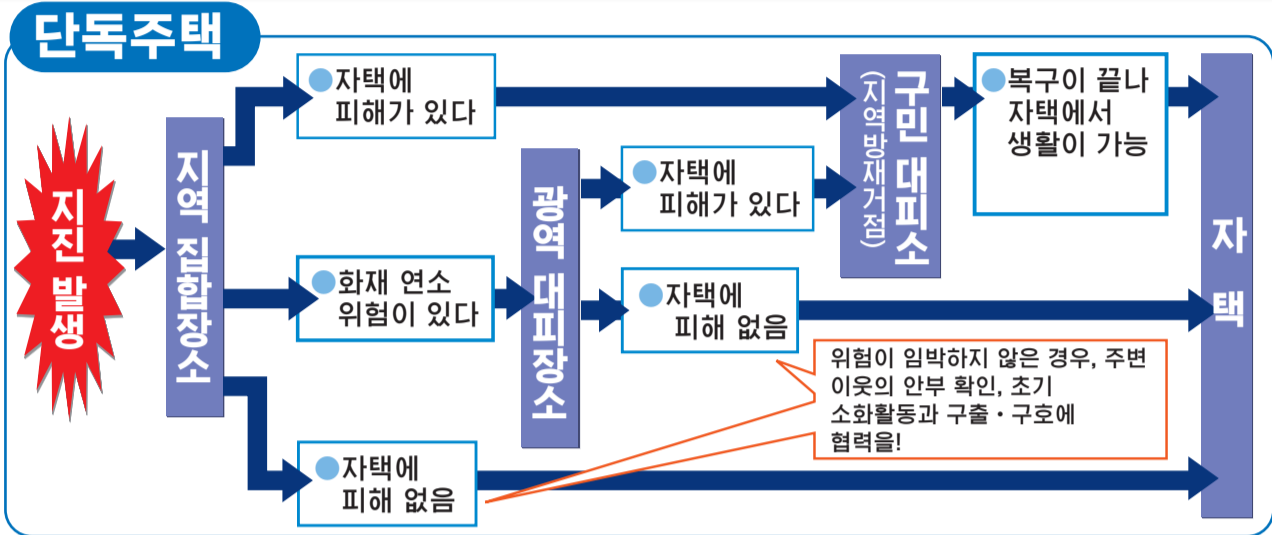 단독주택
지진 발생
지역 집합장소
자택에
피해가 있다
화재 연소
위험이 있다
자택에
피해 없음
광역 대피장소
자택에
피해가 있다
자택에
피해 없음
구민 대피소
(지역방재거점)
복구이 끝나
자택에서
생활이 가능
자택
위험이 임박하지 않은 경우, 주변
이웃의 안부 확인, 초기
소화활동과 구출・구호에
협력을!